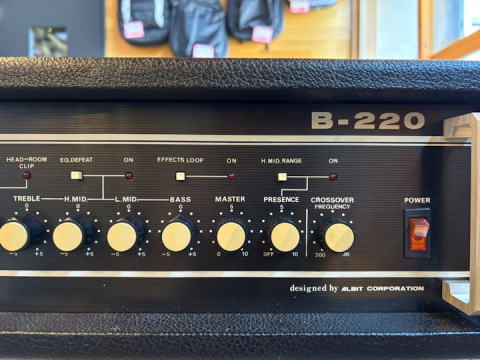 B-220
HEAD-ROOM CLIP
EQ.DEFEAT
ON
EFFECTS LOOP
ON
H.MID.RANGE
ON
TREBLE
H.MID.
L.MID.
BASS
MASTER
PRESENCE
CROSSOVER FREQUENCY
POWER
0
0
0
0
5
5
+5
-5
+5
-5
+5
-5
+5
0
10
OFF
10
300
designed by ALBIT CORPORATION